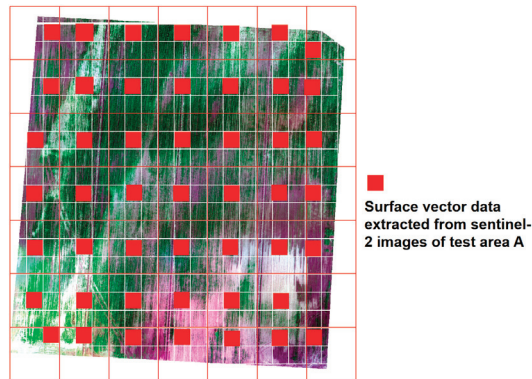 Surface vector data
extracted from sentinel-
2 images of test area A